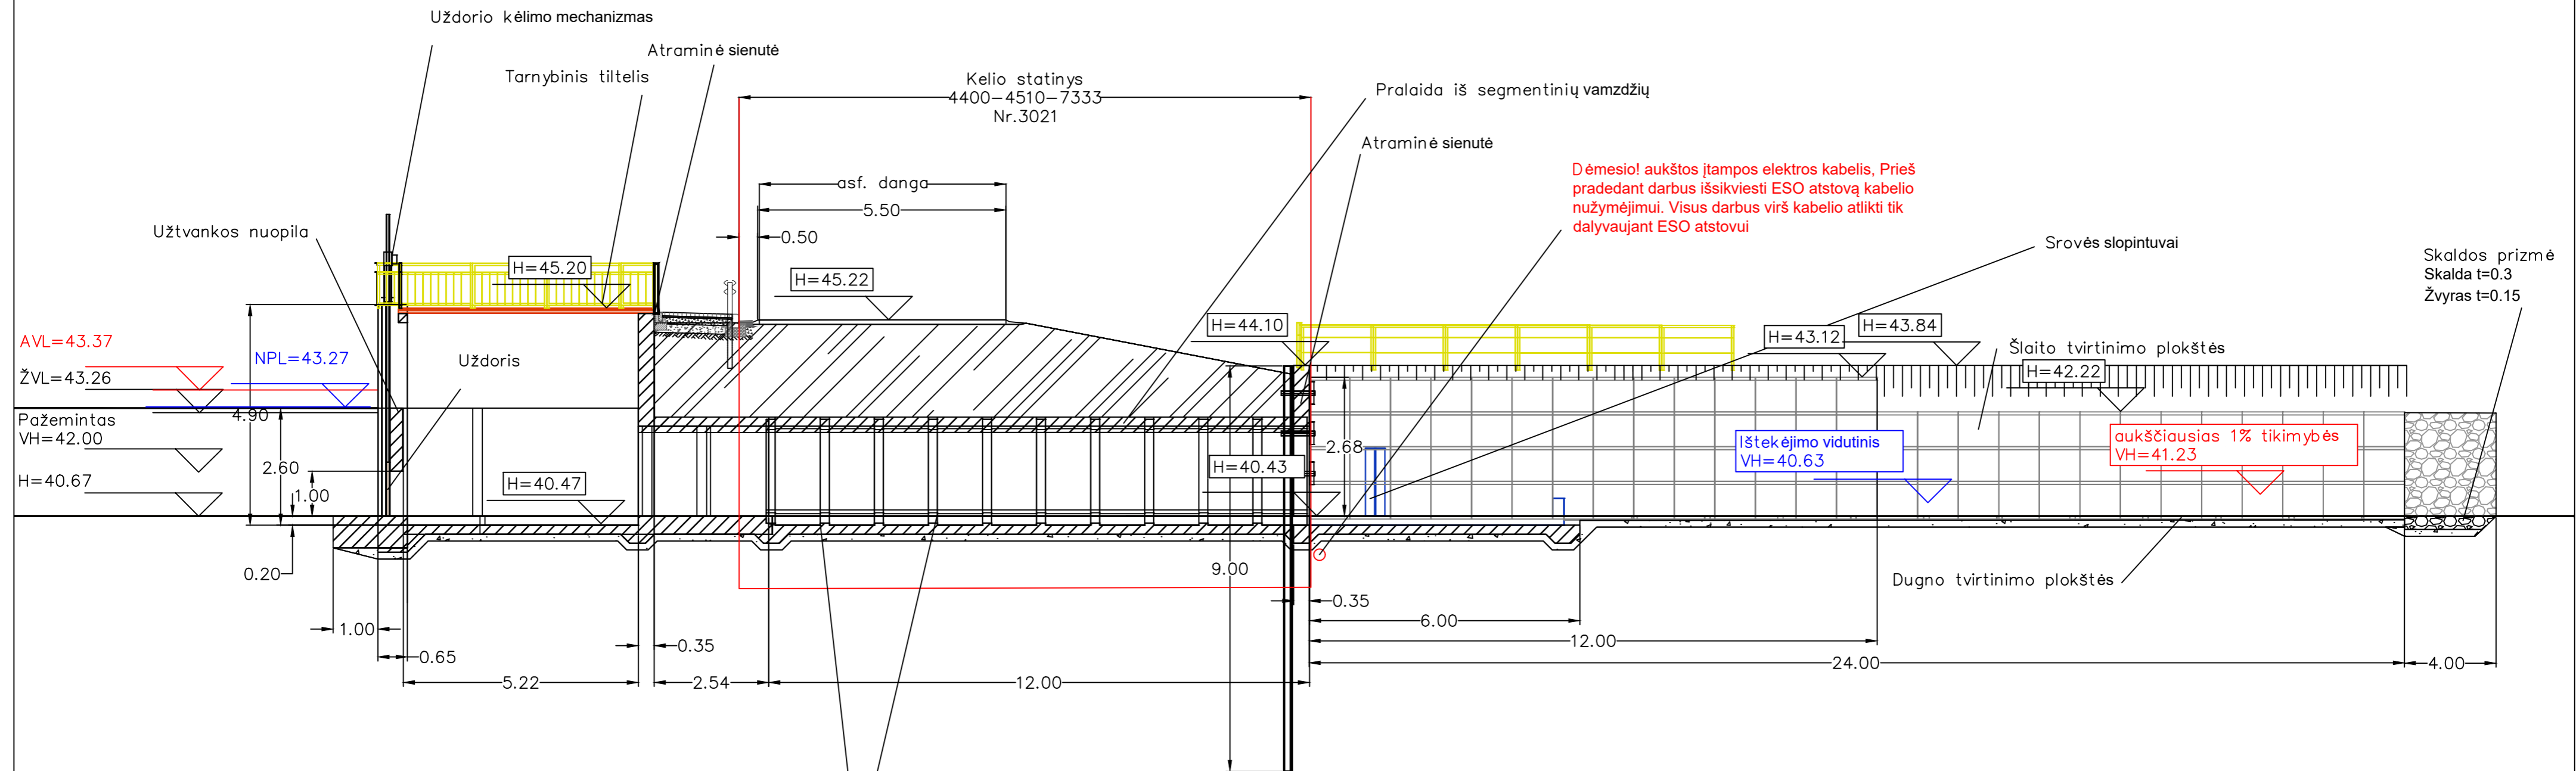 Uždorio kėlimo mechanizmas
Atraminė sienutė
Tarnybinis tiltelis
Kelio statinys
4400-4510-7333
Nr.3021
Pralaida iš segmentinių vamzdžių
Atraminė sienutė
Dėmesio! aukštos įtampos elektros kabelis, Prieš
pradedant darbus išsikviesti ESO atstovą kabelio
nužymėjimui. Visus darbus virš kabelio atlikti tik
dalyvaujant ESO atstovui
asf. danga
5.50
0.50
Užtvankos nuopila
Srovės slopintuvai
Skaldos prizmė
Skalda t=0.3
Žvyras t=0.15
H=45.20
H=45.22
H=44.10
H=43.12
H=43.84
Šlaito tvirtinimo plokštės
H=42.22
AVL=43.37
NPL=43.27
ŽVL=43.26
Uždoris
4.90
Pažemintas
VH=42.00
2.60
1.00
H=40.67
H=40.47
H=40.43
2.68
Ištekėjimo vidutinis
VH=40.63
aukščiausias 1% tikimybės
VH=41.23
0.20
9.00
Dugno tvirtinimo plokštės
0.35
1.00
0.65
0.35
6.00
12.00
24.00
4.00
5.22
2.54
12.00